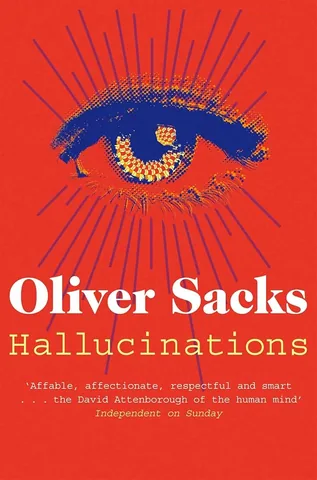 Oliver Sacks
Hallucinations
‘Affable, affectionate, respectful and smart
. . . the David Attenborough of the human mind’
Independent on Sunday